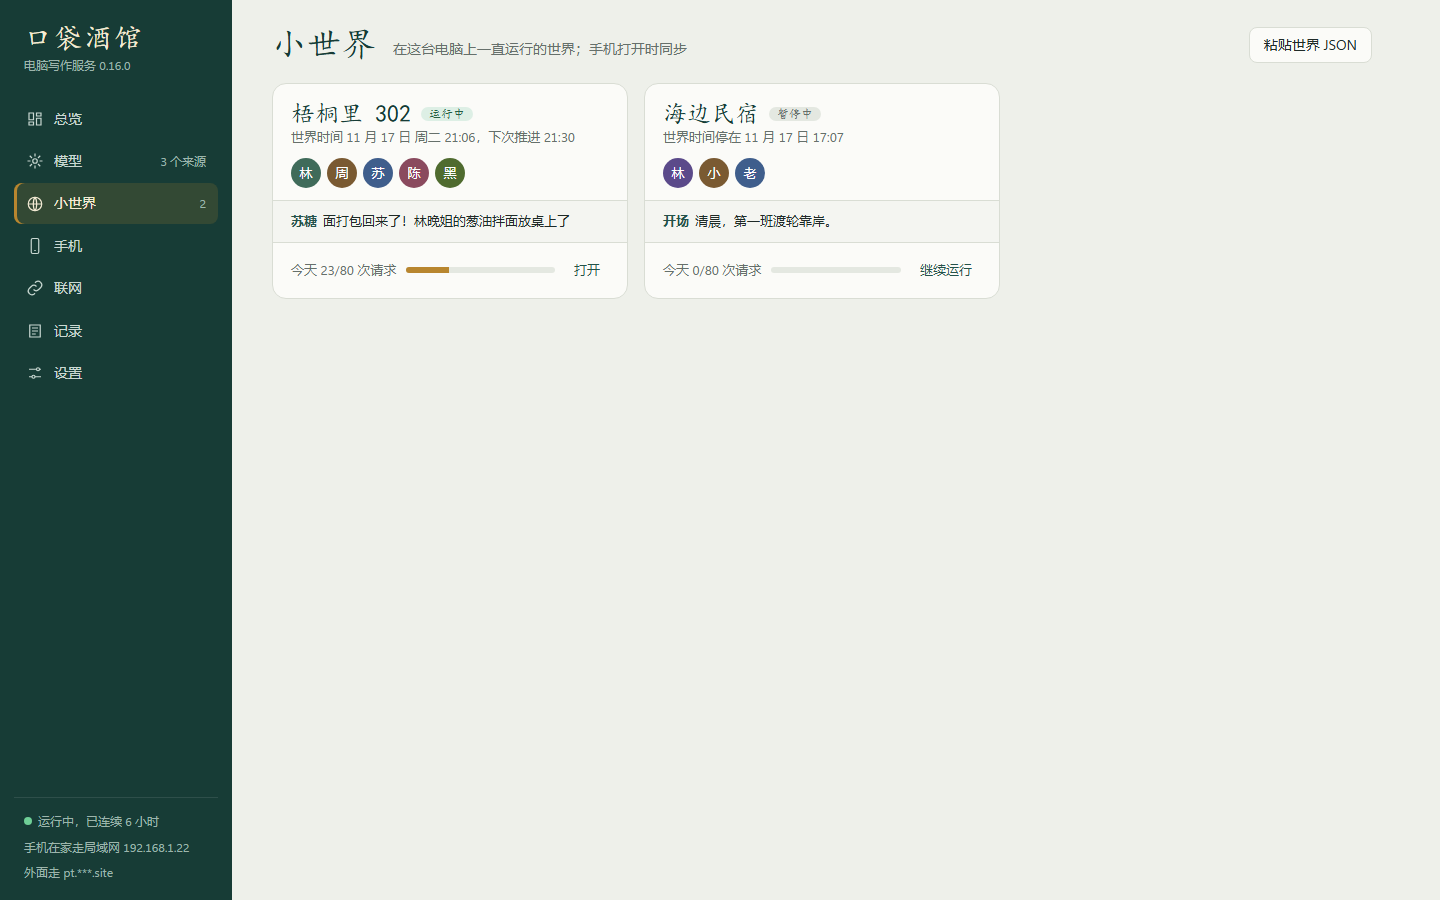 口袋酒馆
电脑写作服务 0.16.0
总览
模型 3 个来源
小世界 2
手机
联网
记录
设置
运行中，已连续 6 小时
手机在家走局域网 192.168.1.22
外面走 pt.***.site
小世界 在这台电脑上一直运行的世界；手机打开时同步
粘贴世界 JSON
梧桐里 302 运行中
世界时间 11 月 17 日 周二 21:06，下次推进 21:30
林 周 苏 陈 黑
苏糖 面打包回来了！林晚姐的葱油拌面放桌上了
今天 23/80 次请求 打开
海边民宿 暂停中
世界时间停在 11 月 17 日 17:07
林 小 老
开场 清晨，第一班渡轮靠岸。
今天 0/80 次请求 继续运行